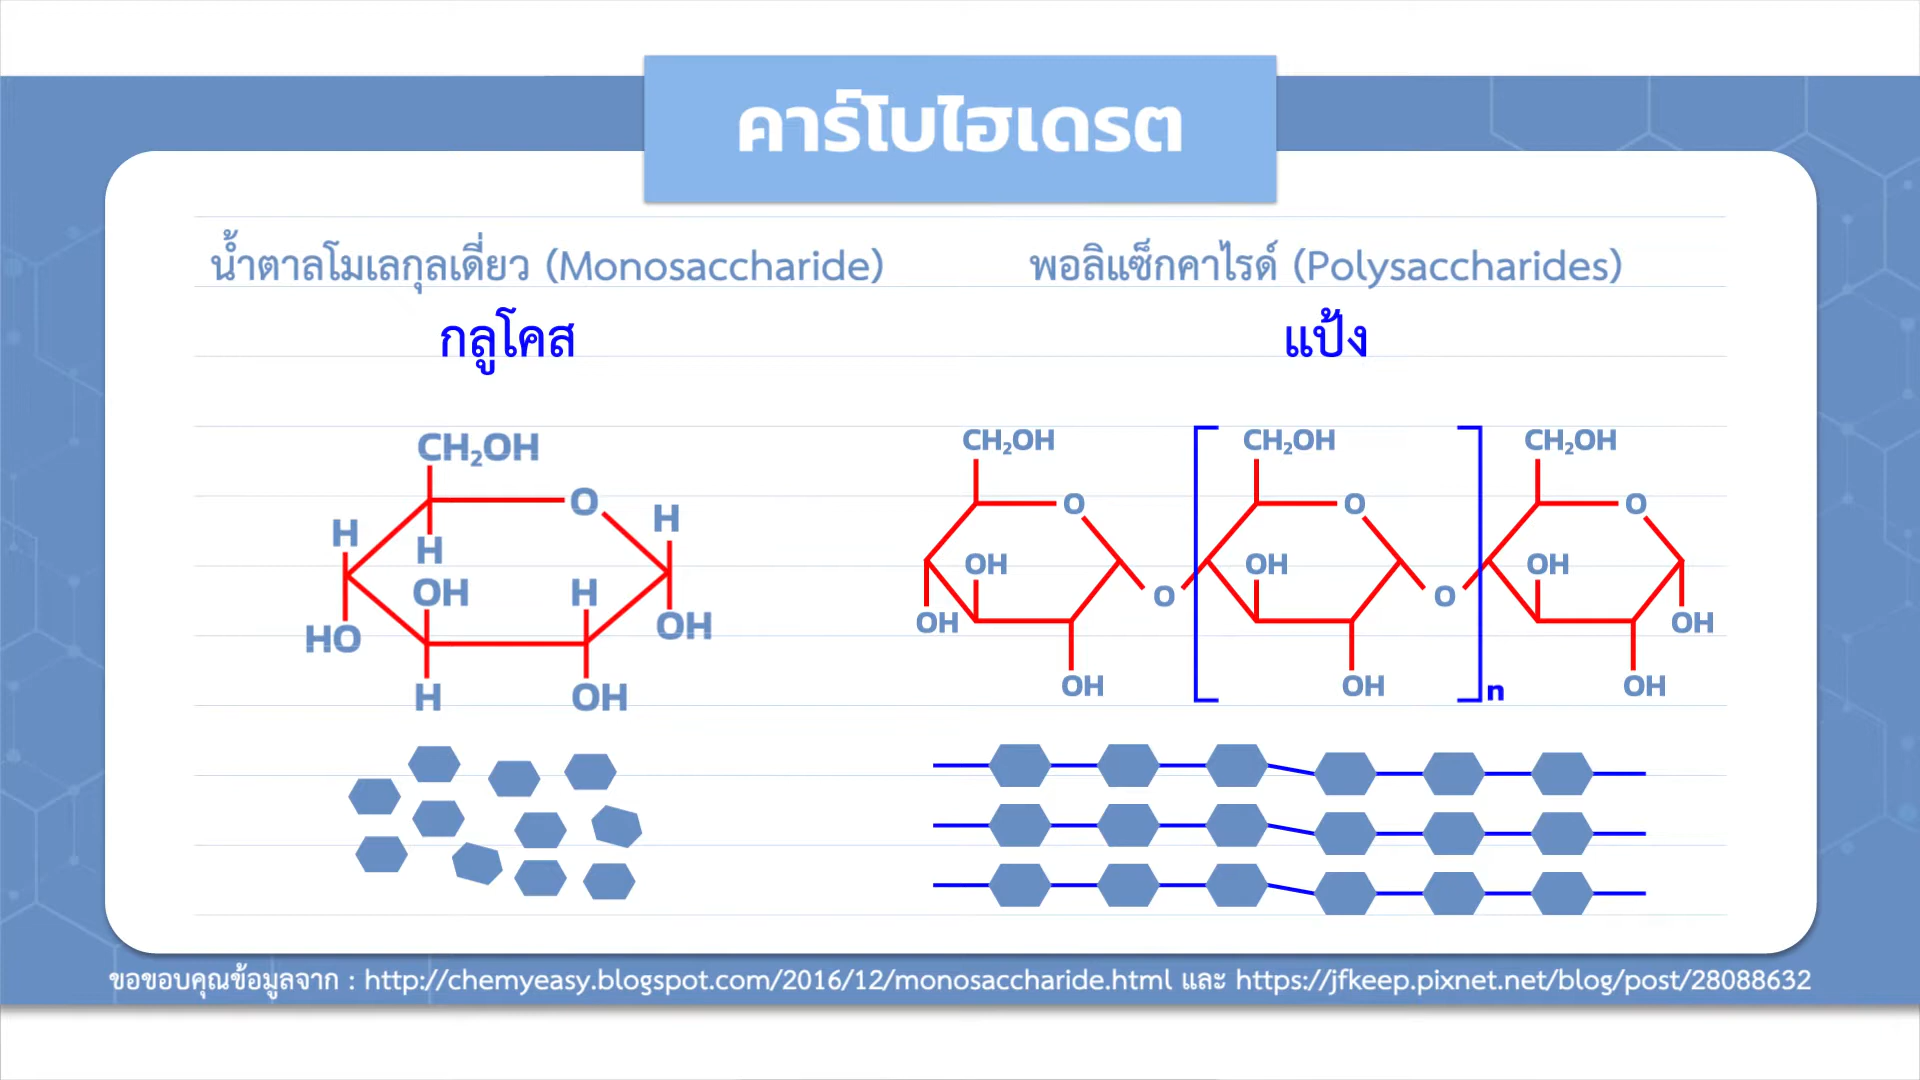 คาร์โบไฮเดรต
น้ำตาลโมเลกุลเดี่ยว (Monosaccharide)
กลูโคส
CH₂OH
O
H
H
H
OH
H
HO
OH
H
OH
พอลิแซ็กคาไรด์ (Polysaccharides)
แป้ง
CH₂OH
CH₂OH
CH₂OH
O
O
O
OH
OH
OH
O
O
OH
OH
OH
OH
OH
n
ขอขอบคุณข้อมูลจาก : http://chemyeasy.blogspot.com/2016/12/monosaccharide.html และ https://jfkeep.pixnet.net/blog/post/28088632